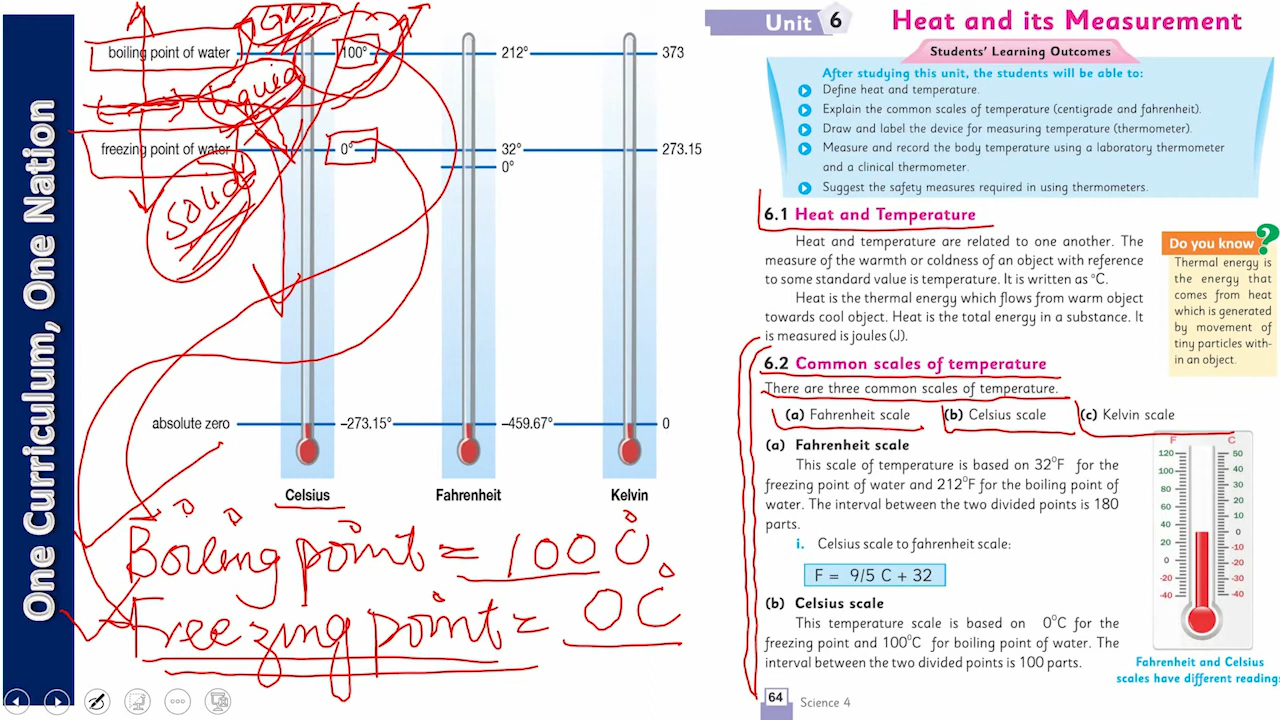 One Curriculum, One Nation
Gas
boiling point of water 100° 212° 373
liquid
freezing point of water 0° 32° 273.15
0°
Solid
absolute zero –273.15° –459.67° 0
Celsius Fahrenheit Kelvin
Boiling point = 100°C
Freezing point = 0°C
Unit 6 Heat and its Measurement
Students' Learning Outcomes
After studying this unit, the students will be able to:
Define heat and temperature.
Explain the common scales of temperature (centigrade and fahrenheit).
Draw and label the device for measuring temperature (thermometer).
Measure and record the body temperature using a laboratory thermometer
and a clinical thermometer.
Suggest the safety measures required in using thermometers.
6.1 Heat and Temperature
Heat and temperature are related to one another. The
measure of the warmth or coldness of an object with reference
to some standard value is temperature. It is written as °C.
Heat is the thermal energy which flows from warm object
towards cool object. Heat is the total energy in a substance. It
is measured is joules (J).
Do you know ?
Thermal energy is
the energy that
comes from heat
which is generated
by movement of
tiny particles with-
in an object.
6.2 Common scales of temperature
There are three common scales of temperature.
(a) Fahrenheit scale (b) Celsius scale (c) Kelvin scale
(a) Fahrenheit scale
This scale of temperature is based on 32°F for the
freezing point of water and 212°F for the boiling point of
water. The interval between the two divided points is 180
parts.
i. Celsius scale to fahrenheit scale:
F = 9/5 C + 32
(b) Celsius scale
This temperature scale is based on 0°C for the
freezing point and 100°C for boiling point of water. The
interval between the two divided points is 100 parts.
F C
120 50
100 40
80 30
60 20
40 10
20 0
0 -10
-20 -20
-30 -30
-40 -40
Fahrenheit and Celsius
scales have different reading
64 Science 4